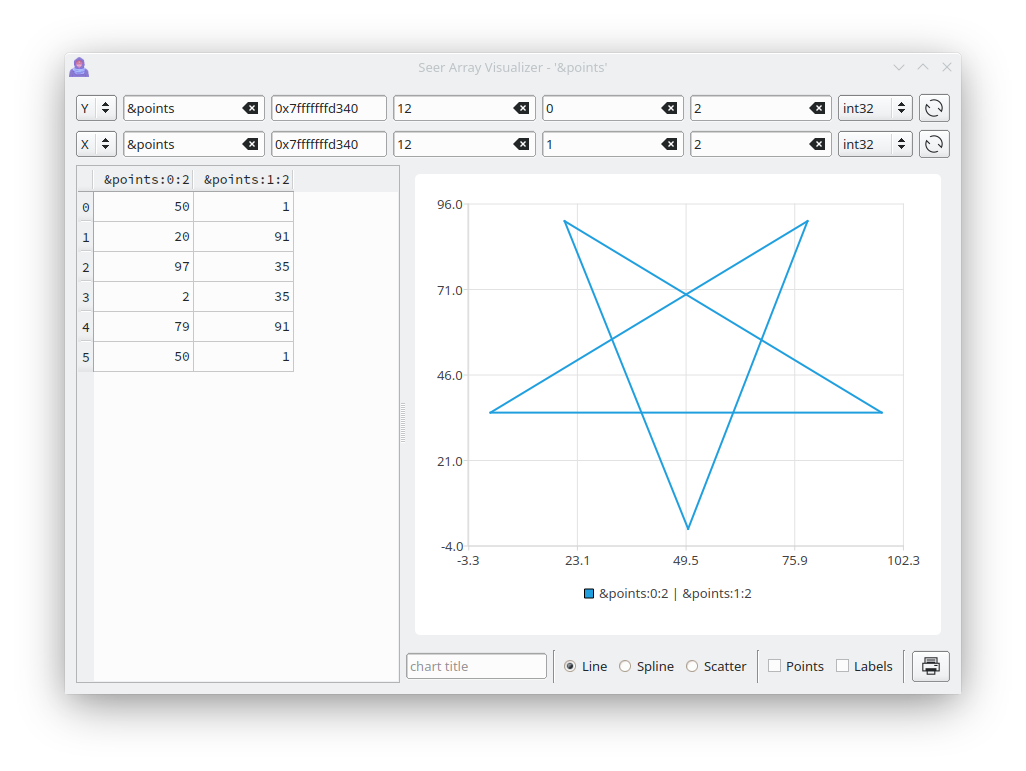 Seer Array Visualizer - '&points'
Y &points 0x7fffffffd340 12 0 2 int32
X &points 0x7fffffffd340 12 1 2 int32
&points:0:2 &points:1:2
0 50 1
1 20 91
2 97 35
3 2 35
4 79 91
5 50 1
96.0
71.0
46.0
21.0
-4.0
-3.3 23.1 49.5 75.9 102.3
&points:0:2 | &points:1:2
chart title Line Spline Scatter Points Labels